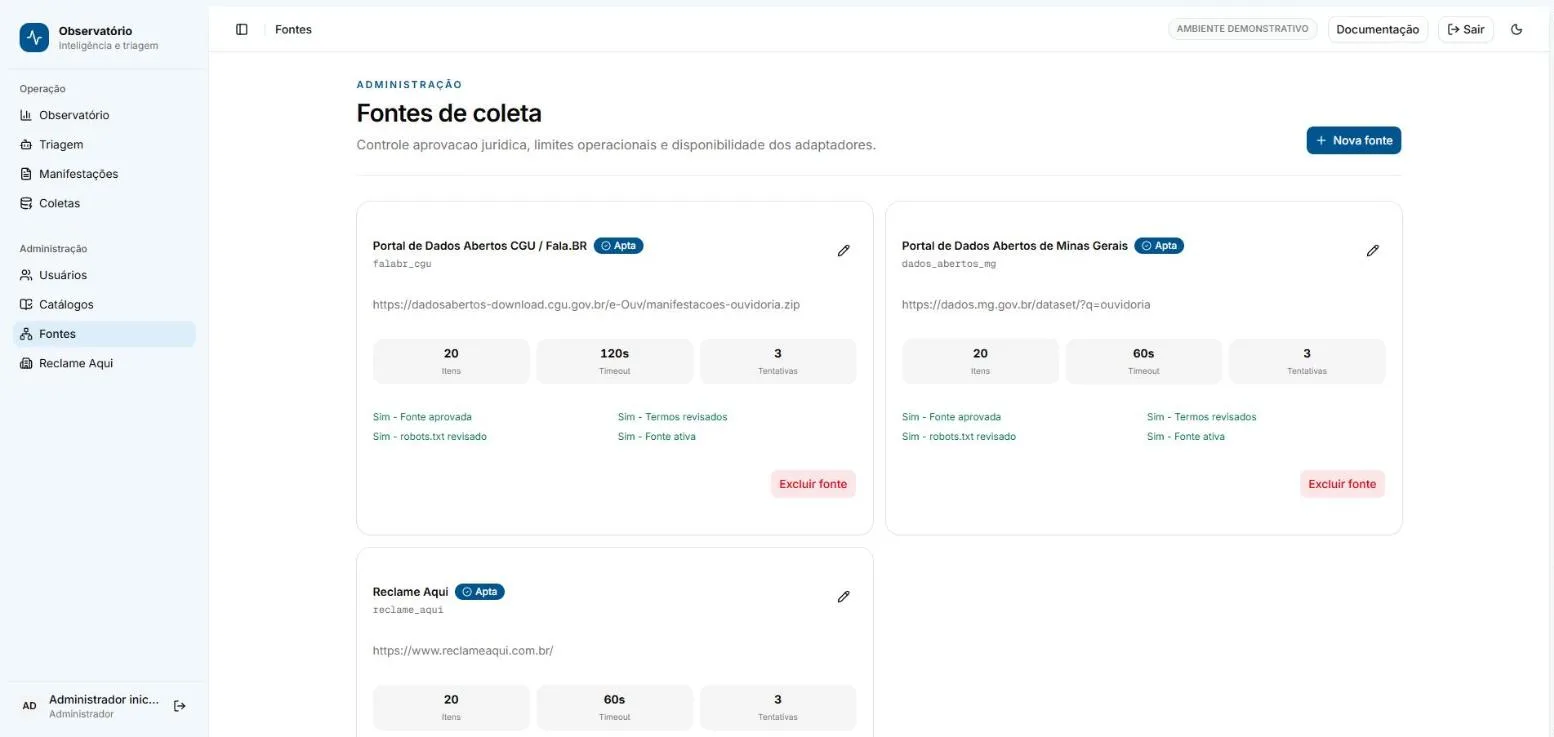 Observatório
Inteligência e triagem
Operação
Observatório
Triagem
Manifestações
Coletas
Administração
Usuários
Catálogos
Fontes
Reclame Aqui
AD
Administrador inic...
Administrador
Fontes
AMBIENTE DEMONSTRATIVO
Documentação
Sair
ADMINISTRAÇÃO
Fontes de coleta
Controle aprovacao juridica, limites operacionais e disponibilidade dos adaptadores.
Nova fonte
Portal de Dados Abertos CGU / Fala.BR Apta
falabr_cgu
https://dadosabertos-download.cgu.gov.br/e-Ouv/manifestacoes-ouvidoria.zip
20 120s 3
Itens Timeout Tentativas
Sim - Fonte aprovada Sim - Termos revisados
Sim - robots.txt revisado Sim - Fonte ativa
Excluir fonte
Portal de Dados Abertos de Minas Gerais Apta
dados_abertos_mg
https://dados.mg.gov.br/dataset/?q=ouvidoria
20 60s 3
Itens Timeout Tentativas
Sim - Fonte aprovada Sim - Termos revisados
Sim - robots.txt revisado Sim - Fonte ativa
Excluir fonte
Reclame Aqui Apta
reclame_aqui
https://www.reclameaqui.com.br/
20 60s 3
Itens Timeout Tentativas